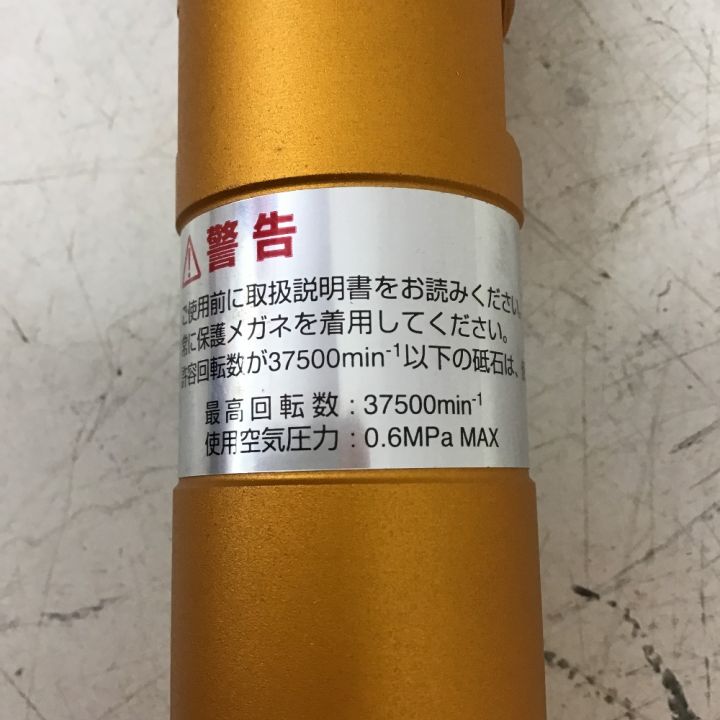 警告
ご使用前に取扱説明書をお読みください
常に保護メガネを着用してください。
許容回転数が37500min⁻¹以下の砥石は、
最高回転数：37500min⁻¹
使用空気圧力：0.6MPa MAX